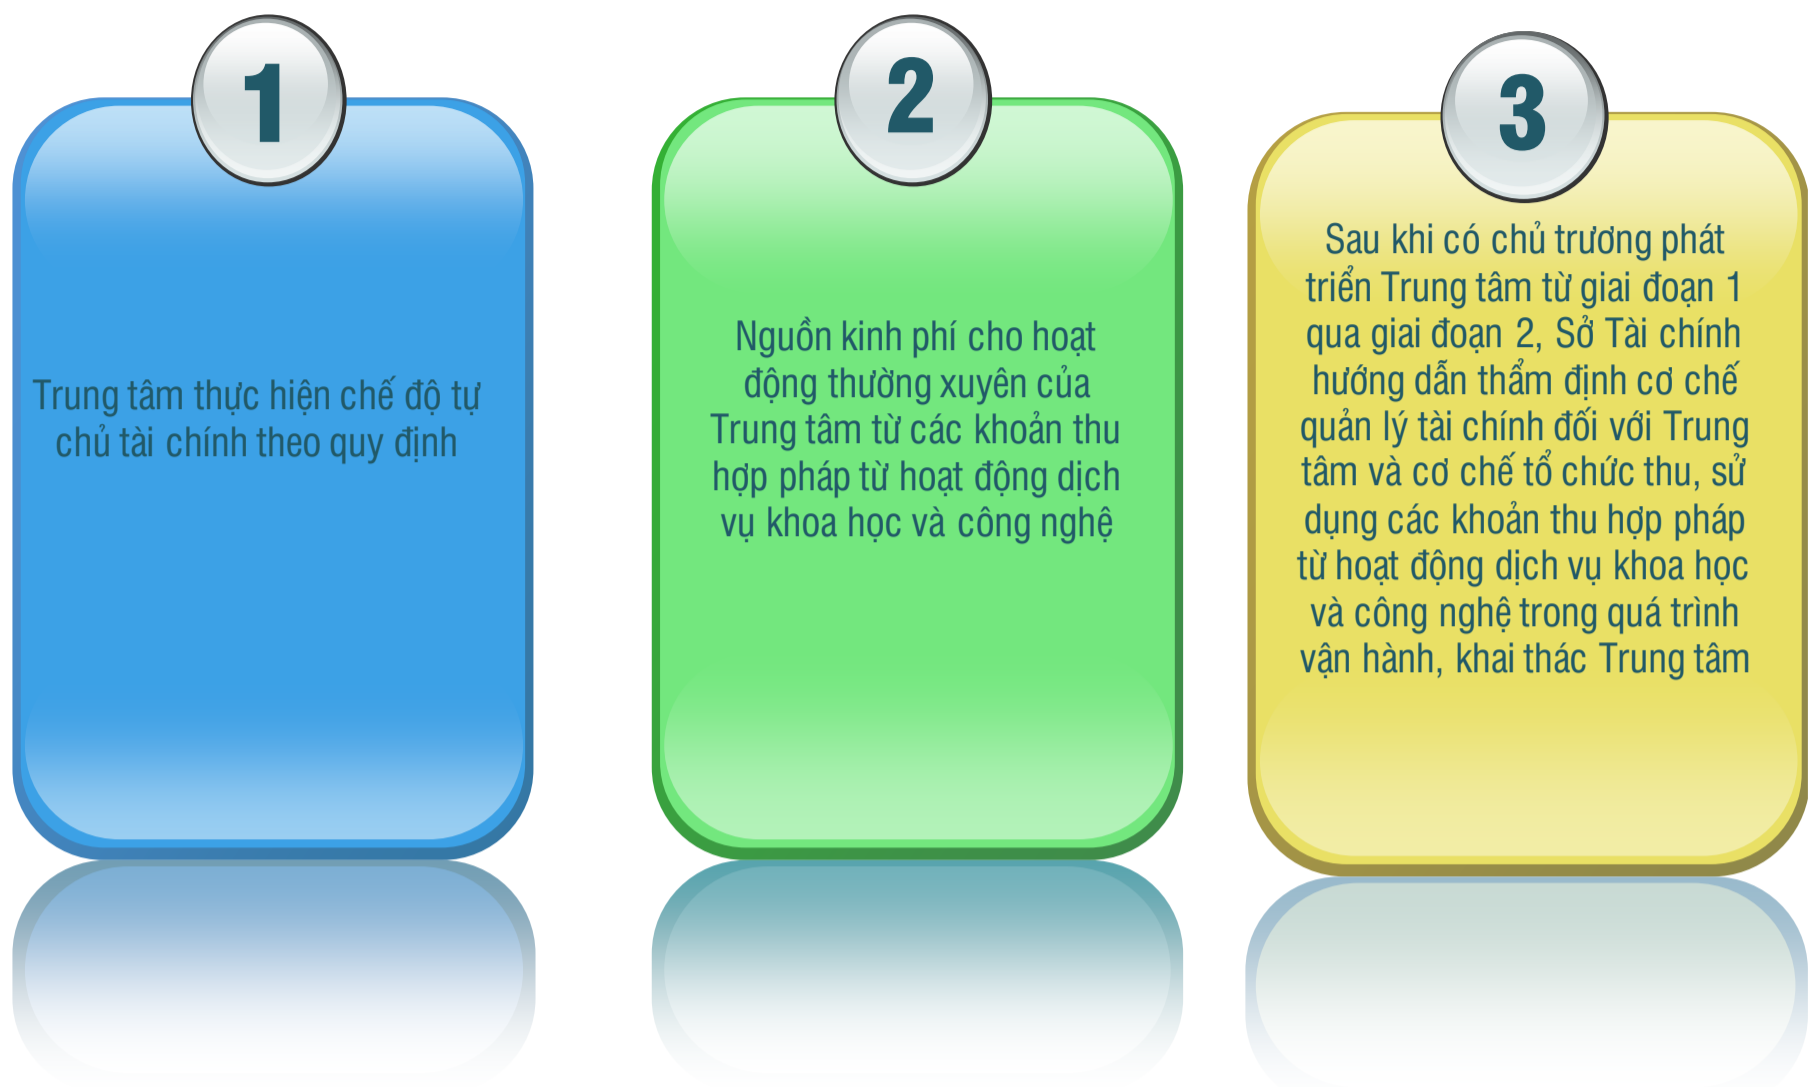 1
Trung tâm thực hiện chế độ tự
chủ tài chính theo quy định
2
Nguồn kinh phí cho hoạt
động thường xuyên của
Trung tâm từ các khoản thu
hợp pháp từ hoạt động dịch
vụ khoa học và công nghệ
3
Sau khi có chủ trương phát
triển Trung tâm từ giai đoạn 1
qua giai đoạn 2, Sở Tài chính
hướng dẫn thẩm định cơ chế
quản lý tài chính đối với Trung
tâm và cơ chế tổ chức thu, sử
dụng các khoản thu hợp pháp
từ hoạt động dịch vụ khoa học
và công nghệ trong quá trình
vận hành, khai thác Trung tâm